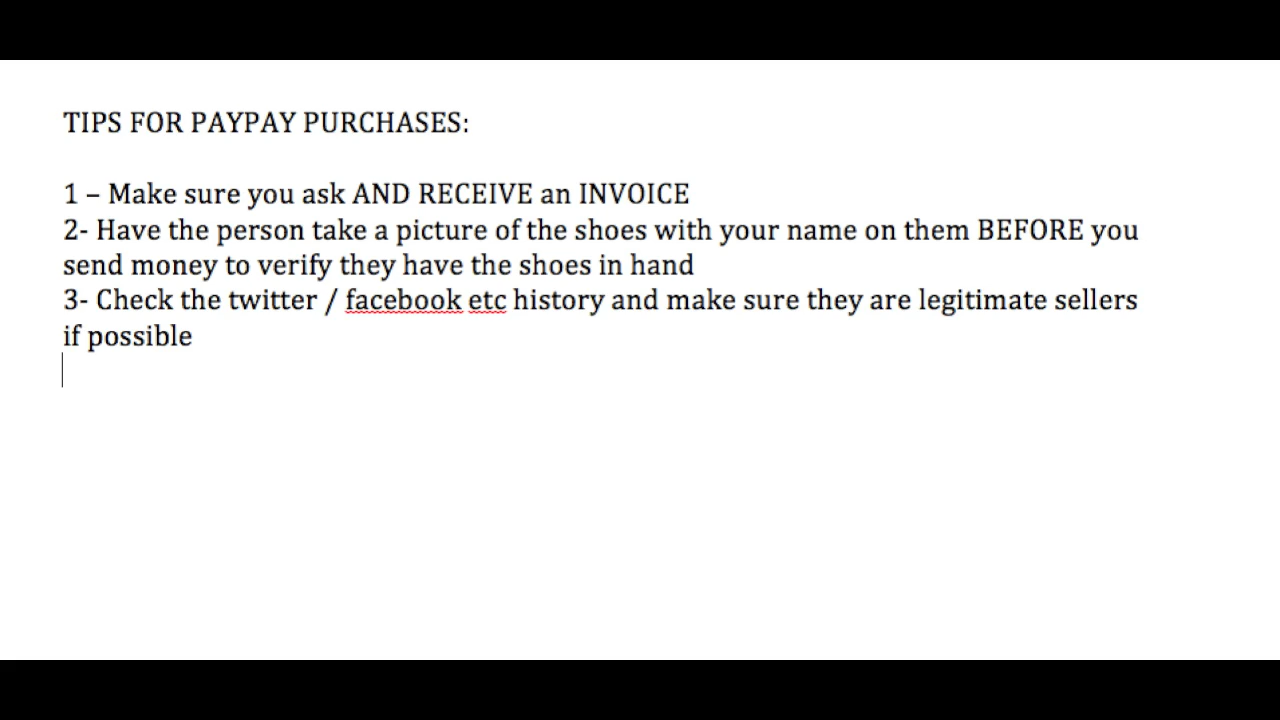 TIPS FOR PAYPAY PURCHASES:
1 – Make sure you ask AND RECEIVE an INVOICE
2- Have the person take a picture of the shoes with your name on them BEFORE you
send money to verify they have the shoes in hand
3- Check the twitter / facebook etc history and make sure they are legitimate sellers
if possible